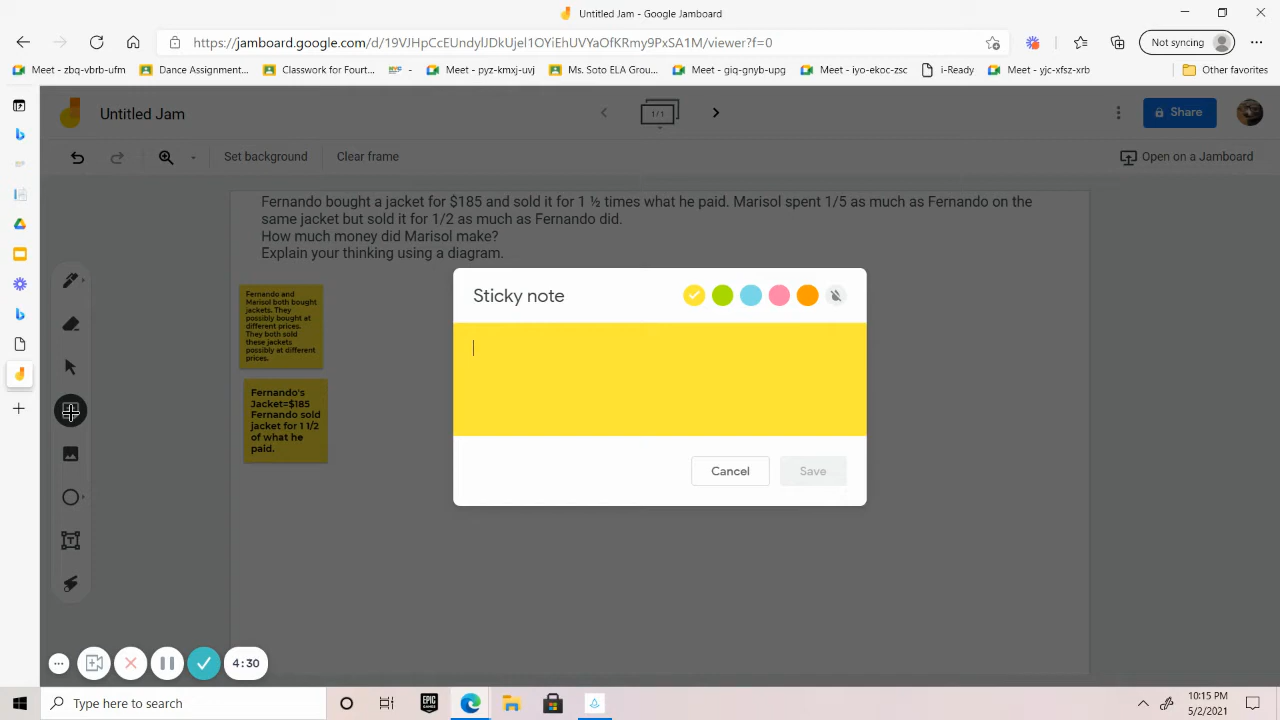 Untitled Jam - Google Jamboard
https://jamboard.google.com/d/19VJHpCcEUndylJDkUjel1OYiEhUVYaOfKRmy9PxSA1M/viewer?f=0
Not syncing
Meet - zbq-vbrb-ufm
Dance Assignment...
Classwork for Fourt...
Meet - pyz-kmxj-uvj
Ms. Soto ELA Grou...
Meet - giq-gnyb-upg
Meet - iyo-ekoc-zsc
i-Ready
Meet - yjc-xfsz-xrb
Other favorites
Untitled Jam
1 / 1
Share
Set background
Clear frame
Open on a Jamboard
Fernando bought a jacket for $185 and sold it for 1 ½ times what he paid. Marisol spent 1/5 as much as Fernando on the
same jacket but sold it for 1/2 as much as Fernando did.
How much money did Marisol make?
Explain your thinking using a diagram.
Fernando and
Marisol both bought
jackets. They
possibly bought at
different prices.
They both sold
these jackets
possibly at different
prices.
Fernando's
Jacket=$185
Fernando sold
jacket for 1 1/2
of what he
paid.
Sticky note
Cancel
Save
4:30
Type here to search
EPIC
GAMES
10:15 PM
5/2/2021